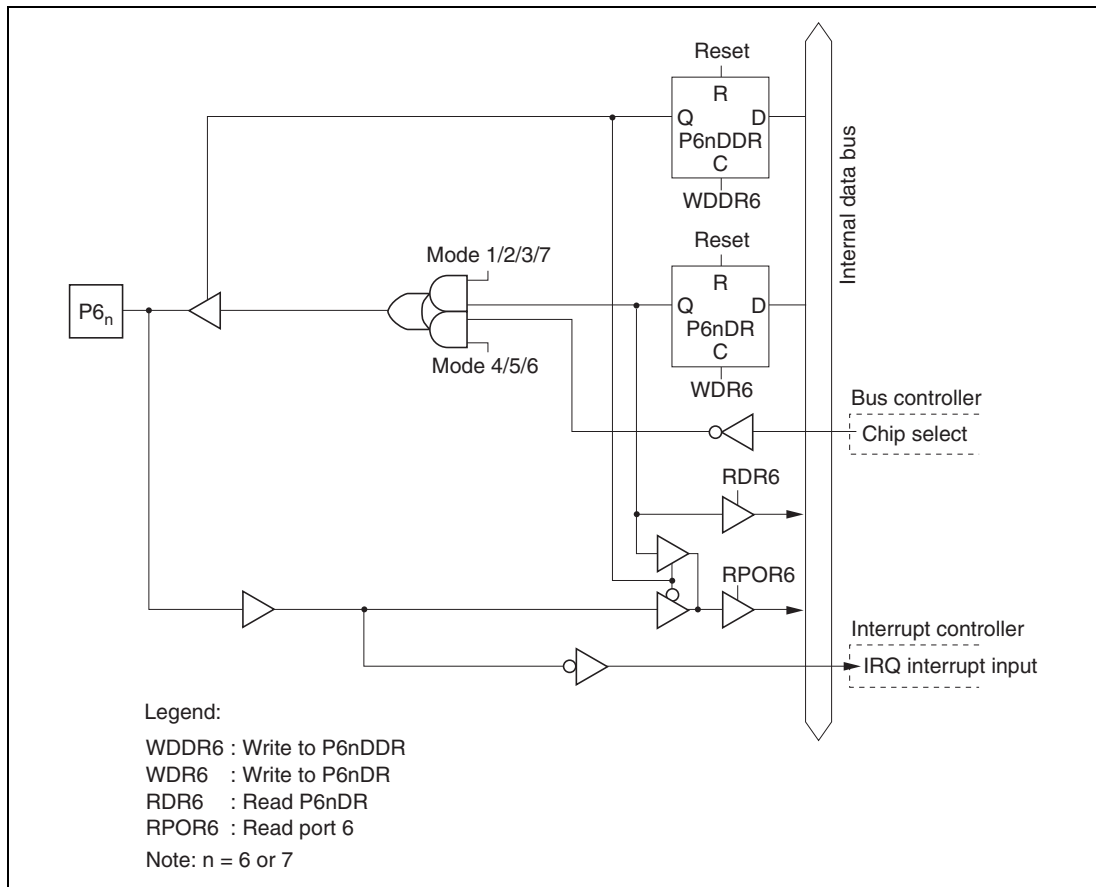 Reset
R
Q D
P6nDDR
C
WDDR6
Internal data bus
Mode 1/2/3/7
Reset
R
Q D
P6nDR
C
WDR6
P6n
Mode 4/5/6
Bus controller
Chip select
RDR6
RPOR6
Interrupt controller
IRQ interrupt input
Legend:
WDDR6 : Write to P6nDDR
WDR6 : Write to P6nDR
RDR6 : Read P6nDR
RPOR6 : Read port 6
Note: n = 6 or 7